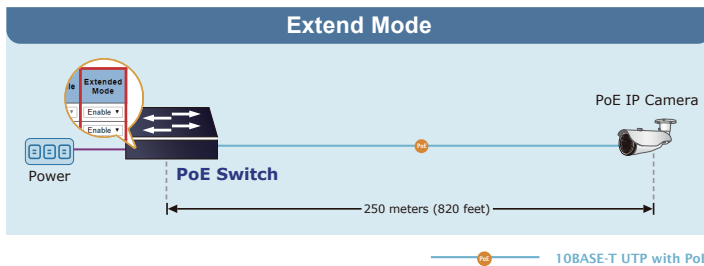 Extend Mode
Extended
Mode
Enable
Enable
PoE IP Camera
PoE
Power
PoE Switch
250 meters (820 feet)
PoE
10BASE-T UTP with PoE